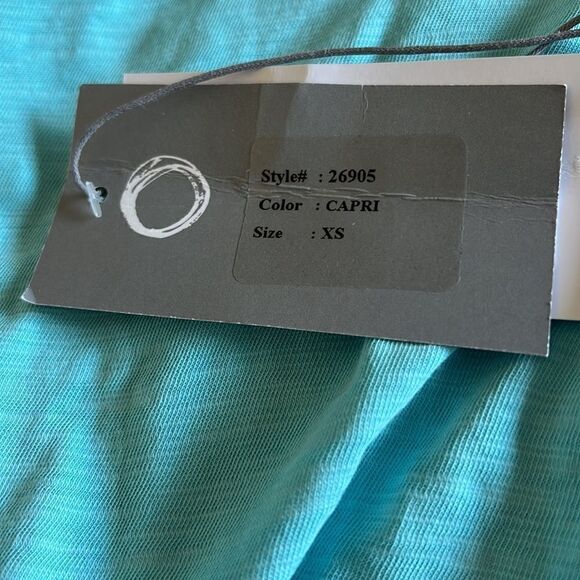 Style# : 26905
Color : CAPRI
Size : XS